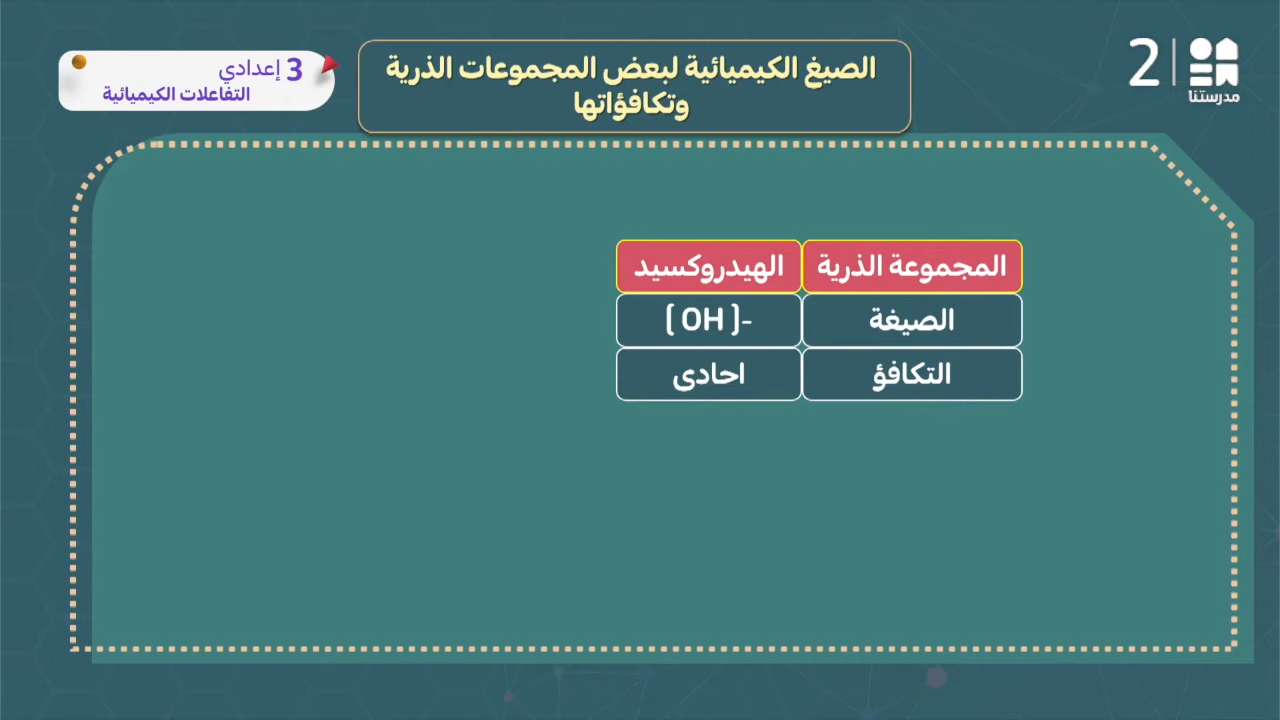 2
مدرستنا
الصيغ الكيميائية لبعض المجموعات الذرية
وتكافؤاتها
3 إعدادي
التفاعلات الكيميائية
المجموعة الذرية الهيدروكسيد
الصيغة ( OH )-
التكافؤ احادى